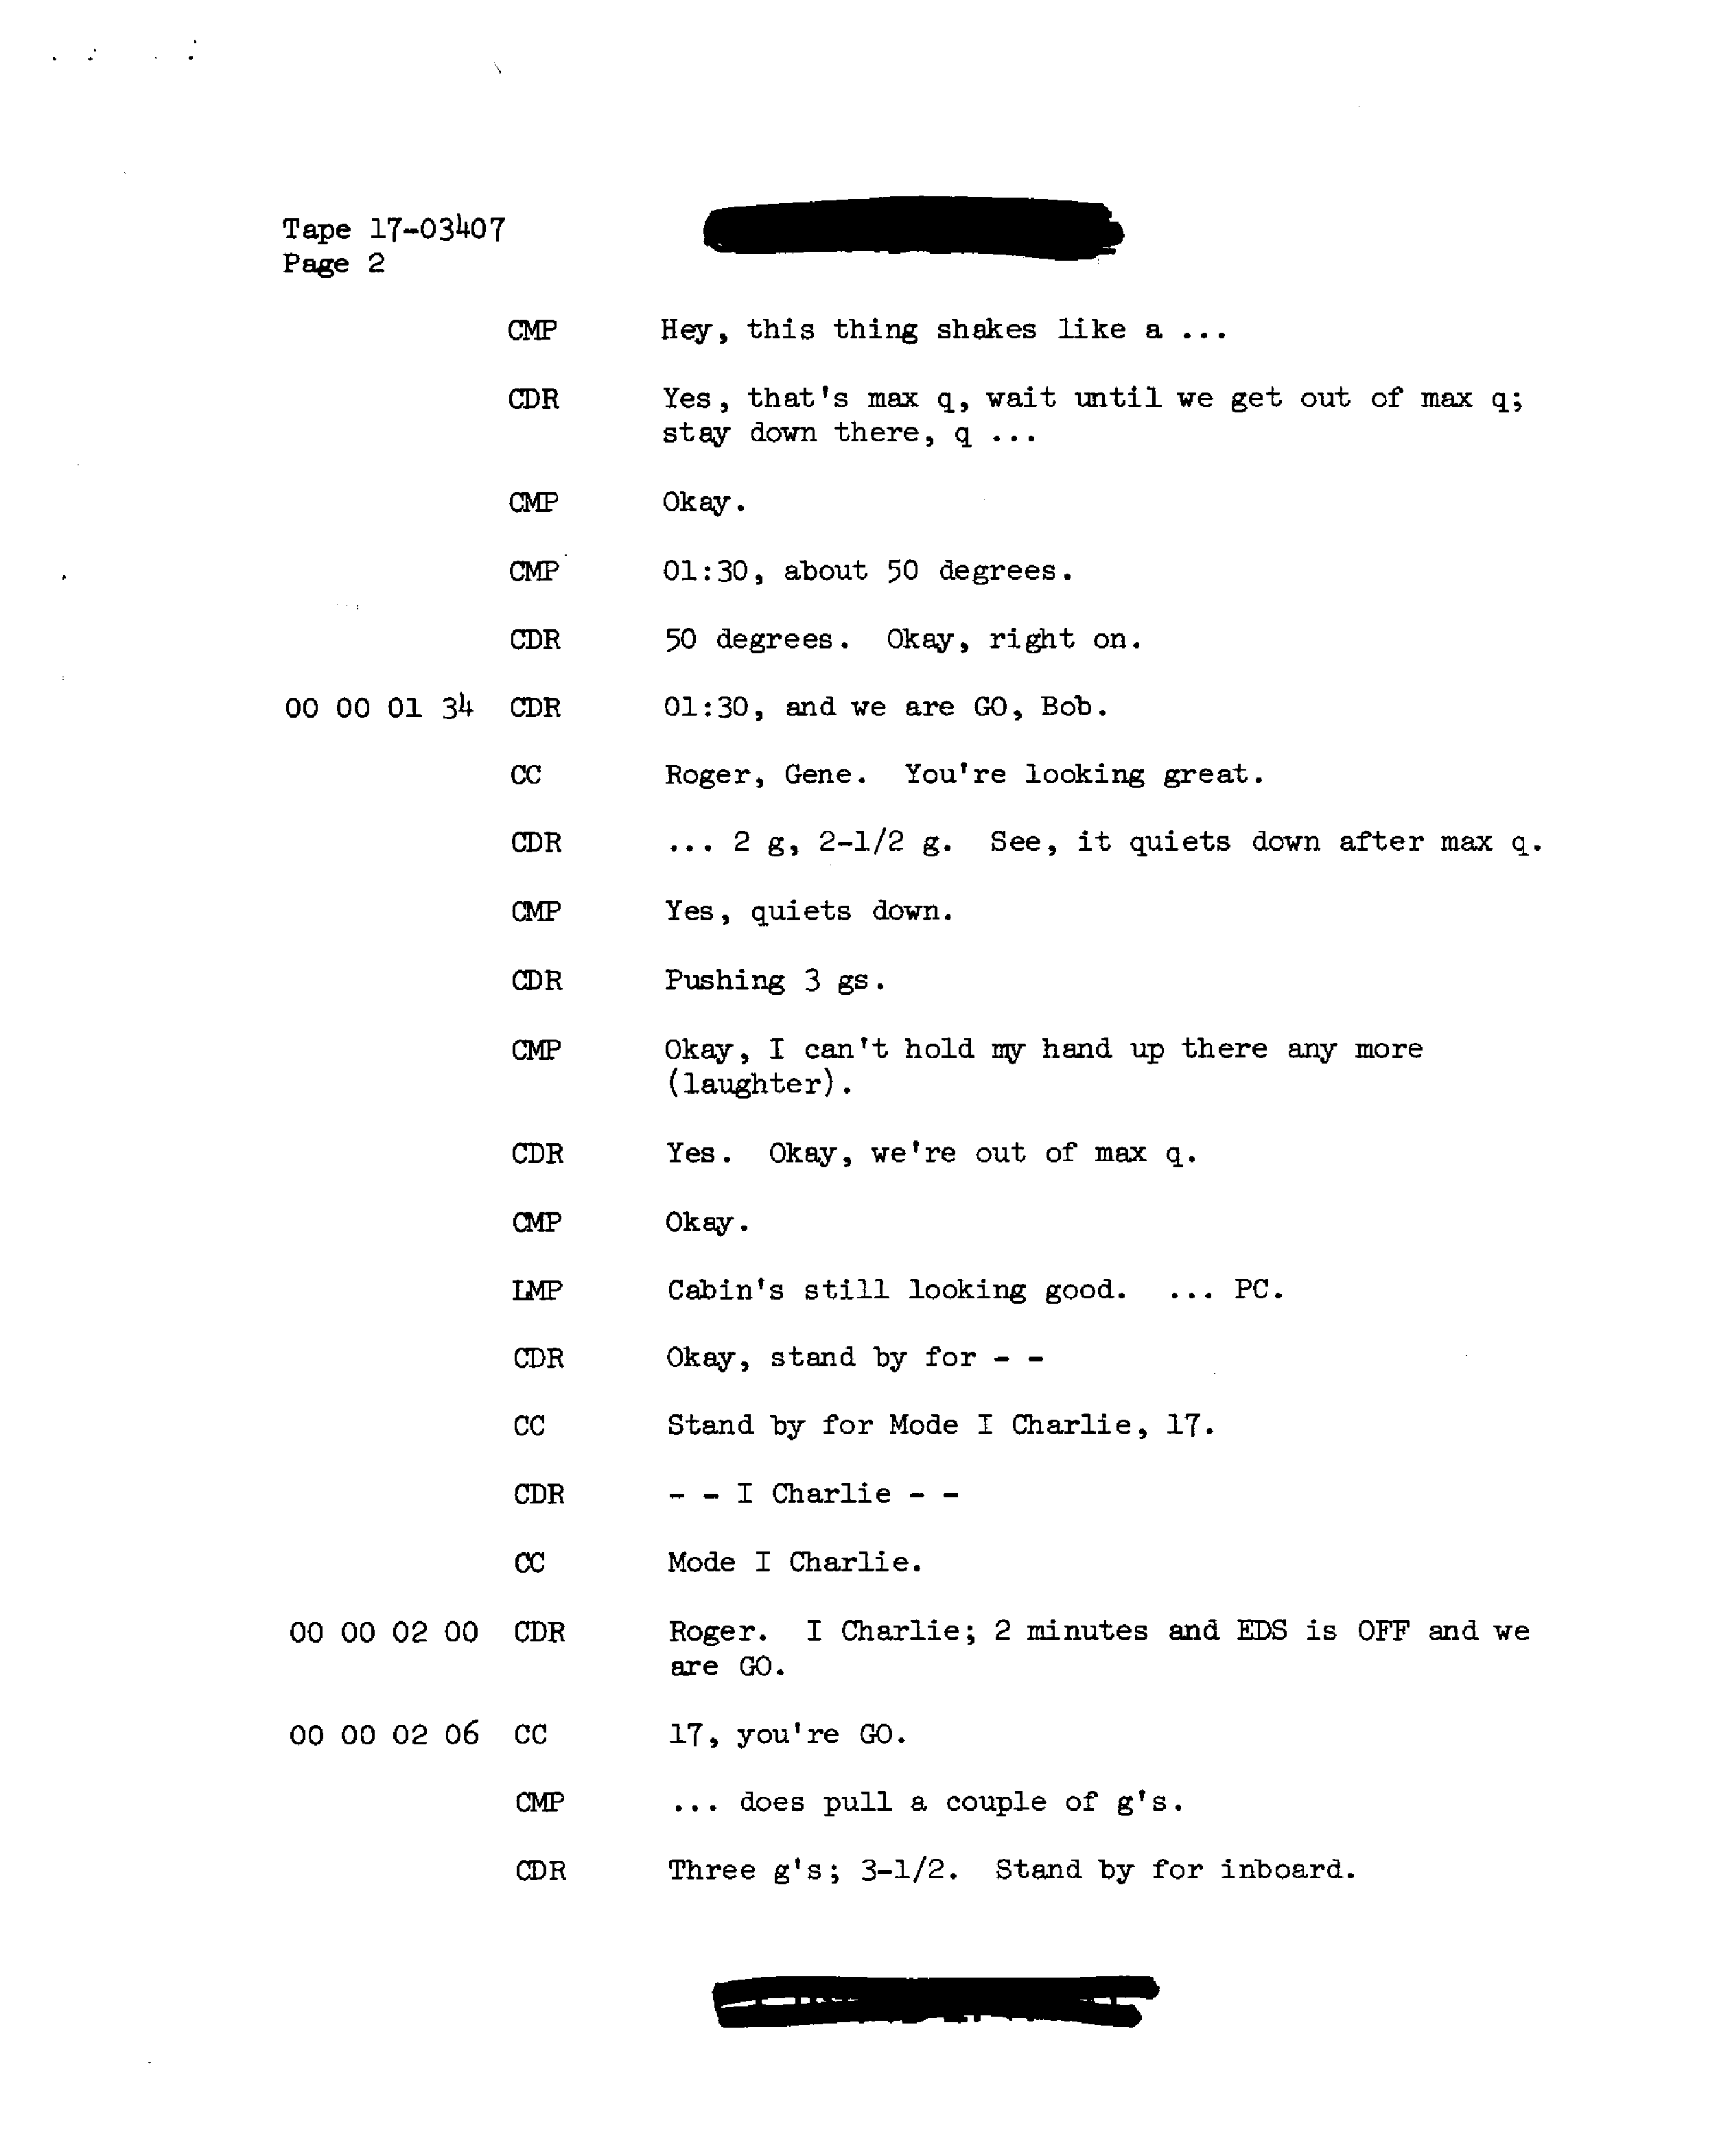 Tape 17-03407
Page 2
CMP Hey, this thing shakes like a ...
CDR Yes, that's max q, wait until we get out of max q;
stay down there, q ...
CMP Okay.
CMP 01:30, about 50 degrees.
CDR 50 degrees. Okay, right on.
00 00 01 34 CDR 01:30, and we are GO, Bob.
CC Roger, Gene. You're looking great.
CDR ... 2 g, 2-1/2 g. See, it quiets down after max q.
CMP Yes, quiets down.
CDR Pushing 3 gs.
CMP Okay, I can't hold my hand up there any more
(laughter).
CDR Yes. Okay, we're out of max q.
CMP Okay.
LMP Cabin's still looking good. ... PC.
CDR Okay, stand by for - -
CC Stand by for Mode I Charlie, 17.
CDR - - I Charlie - -
CC Mode I Charlie.
00 00 02 00 CDR Roger. I Charlie; 2 minutes and EDS is OFF and we
are GO.
00 00 02 06 CC 17, you're GO.
CMP ... does pull a couple of g's.
CDR Three g's; 3-1/2. Stand by for inboard.